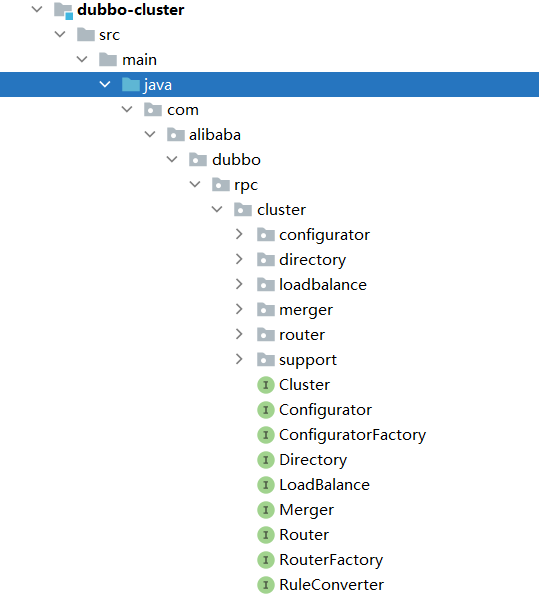 dubbo-cluster
src
main
java
com
alibaba
dubbo
rpc
cluster
configurator
directory
loadbalance
merger
router
support
I Cluster
I Configurator
I ConfiguratorFactory
I Directory
I LoadBalance
I Merger
I Router
I RouterFactory
I RuleConverter